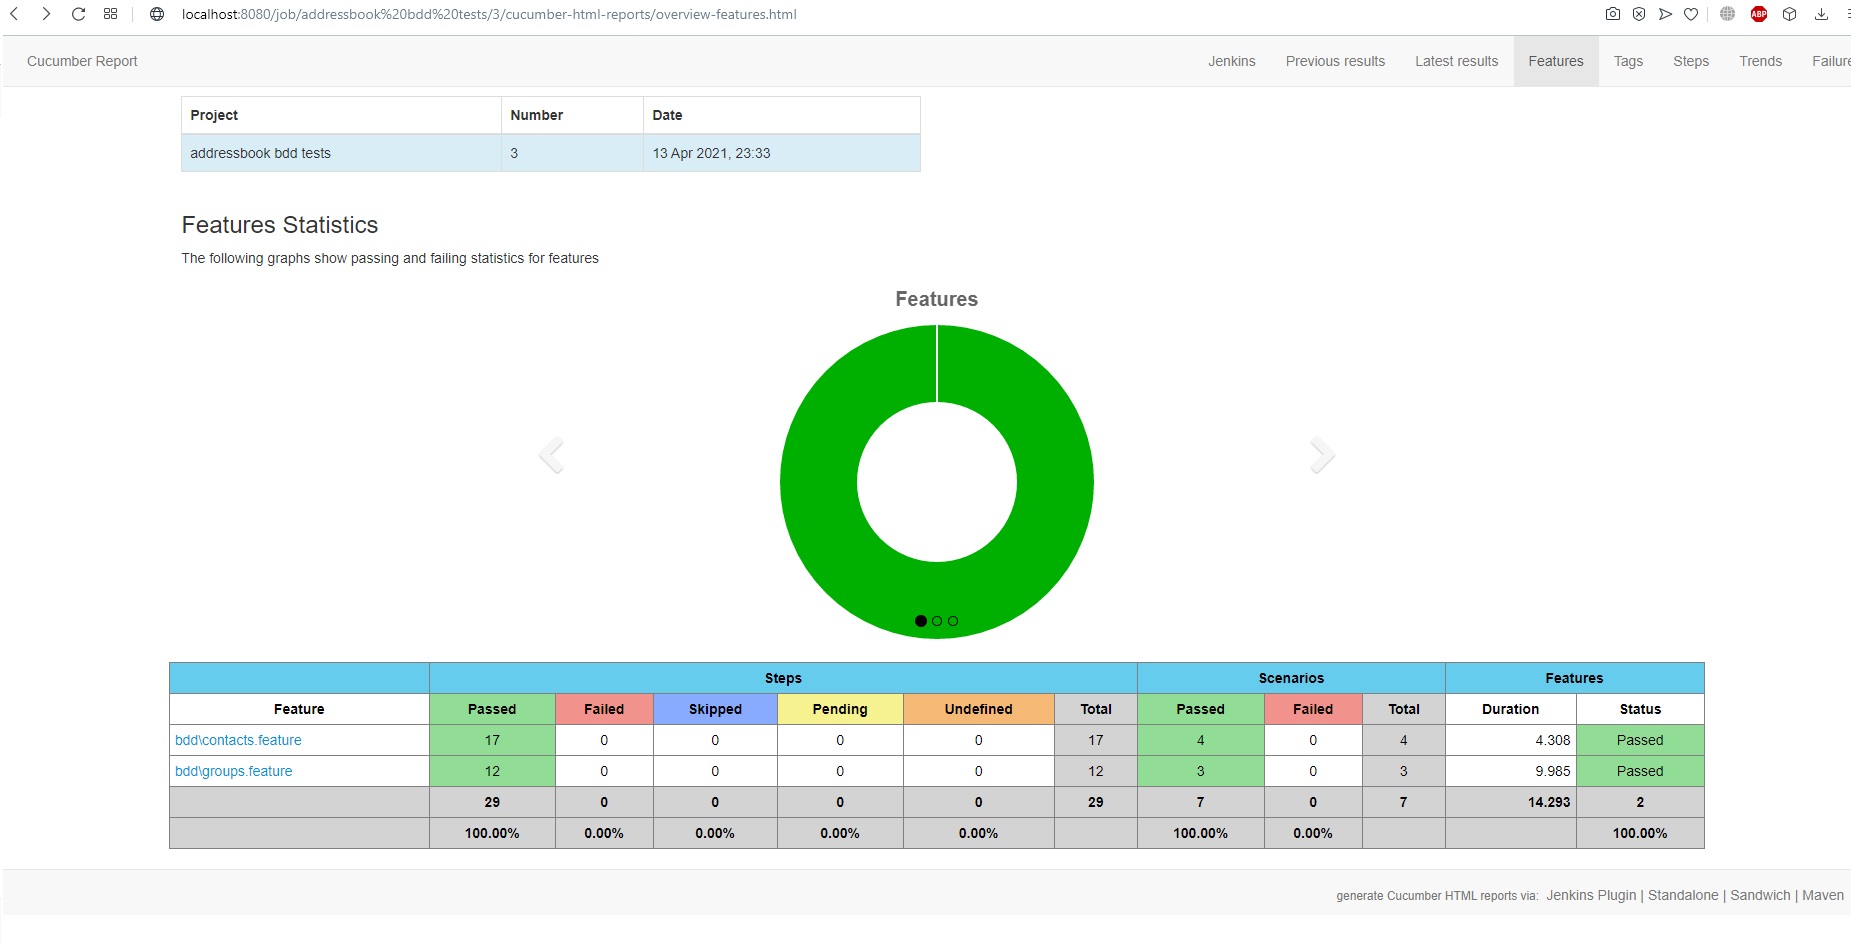 localhost:8080/job/addressbook%20bdd%20tests/3/cucumber-html-reports/overview-features.html
ABP
Cucumber Report Jenkins Previous results Latest results Features Tags Steps Trends Failure
Project Number Date
addressbook bdd tests 3 13 Apr 2021, 23:33
Features Statistics
The following graphs show passing and failing statistics for features
Features
Steps Scenarios Features
Feature Passed Failed Skipped Pending Undefined Total Passed Failed Total Duration Status
bdd\contacts.feature 17 0 0 0 0 17 4 0 4 4.308 Passed
bdd\groups.feature 12 0 0 0 0 12 3 0 3 9.985 Passed
29 0 0 0 0 29 7 0 7 14.293 2
100.00% 0.00% 0.00% 0.00% 0.00% 100.00% 0.00% 100.00%
generate Cucumber HTML reports via: Jenkins Plugin | Standalone | Sandwich | Maven